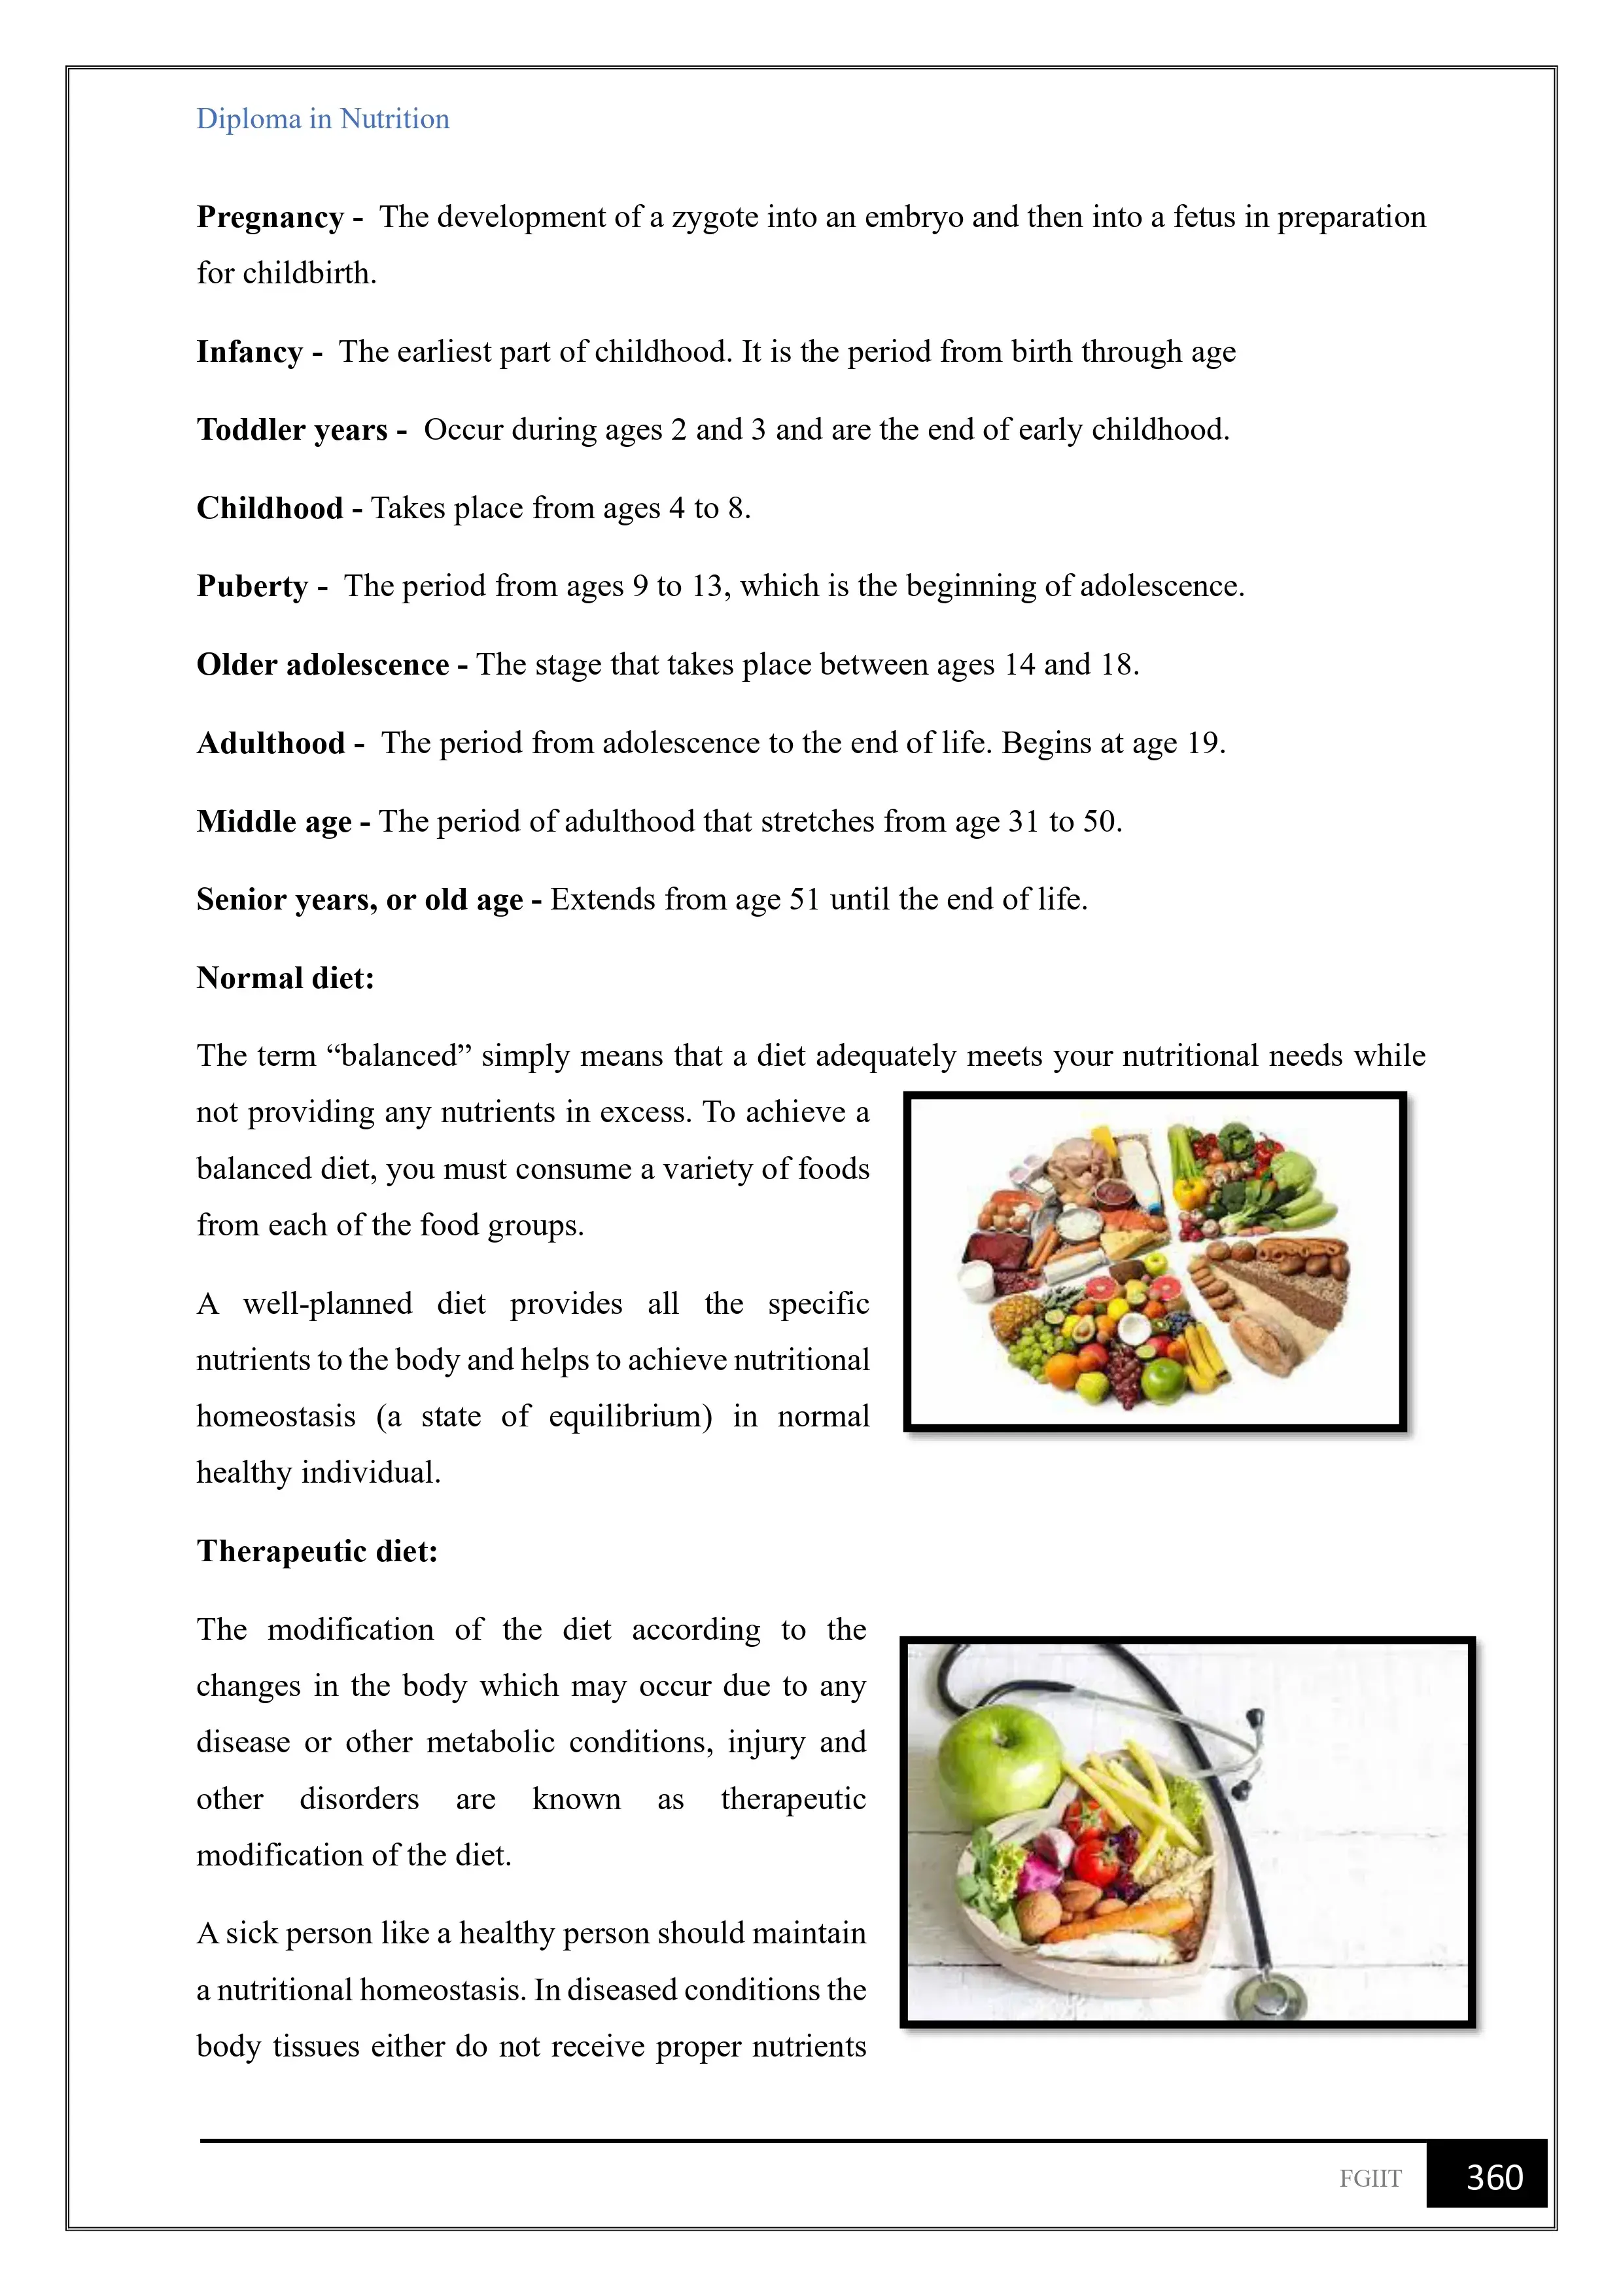 Diploma in Nutrition
Pregnancy -  The development of a zygote into an embryo and then into a fetus in preparation
for childbirth.
Infancy -  The earliest part of childhood. It is the period from birth through age
Toddler years -  Occur during ages 2 and 3 and are the end of early childhood.
Childhood - Takes place from ages 4 to 8.
Puberty -  The period from ages 9 to 13, which is the beginning of adolescence.
Older adolescence - The stage that takes place between ages 14 and 18.
Adulthood -  The period from adolescence to the end of life. Begins at age 19.
Middle age - The period of adulthood that stretches from age 31 to 50.
Senior years, or old age - Extends from age 51 until the end of life.
Normal diet:
The term “balanced” simply means that a diet adequately meets your nutritional needs while
not providing any nutrients in excess. To achieve a
balanced diet, you must consume a variety of foods
from each of the food groups.
A well-planned diet provides all the specific
nutrients to the body and helps to achieve nutritional
homeostasis (a state of equilibrium) in normal
healthy individual.
Therapeutic diet:
The modification of the diet according to the
changes in the body which may occur due to any
disease or other metabolic conditions, injury and
other disorders are known as therapeutic
modification of the diet.
A sick person like a healthy person should maintain
a nutritional homeostasis. In diseased conditions the
body tissues either do not receive proper nutrients
FGIIT 360